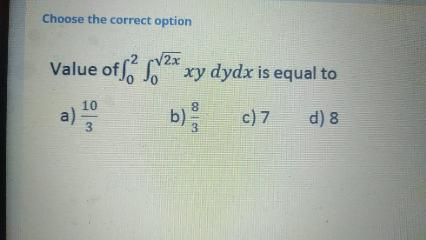 Choose the correct option
Value of ∫₀² ∫₀^√2x xy dydx is equal to
a) 10/3 b) 8/3 c) 7 d) 8